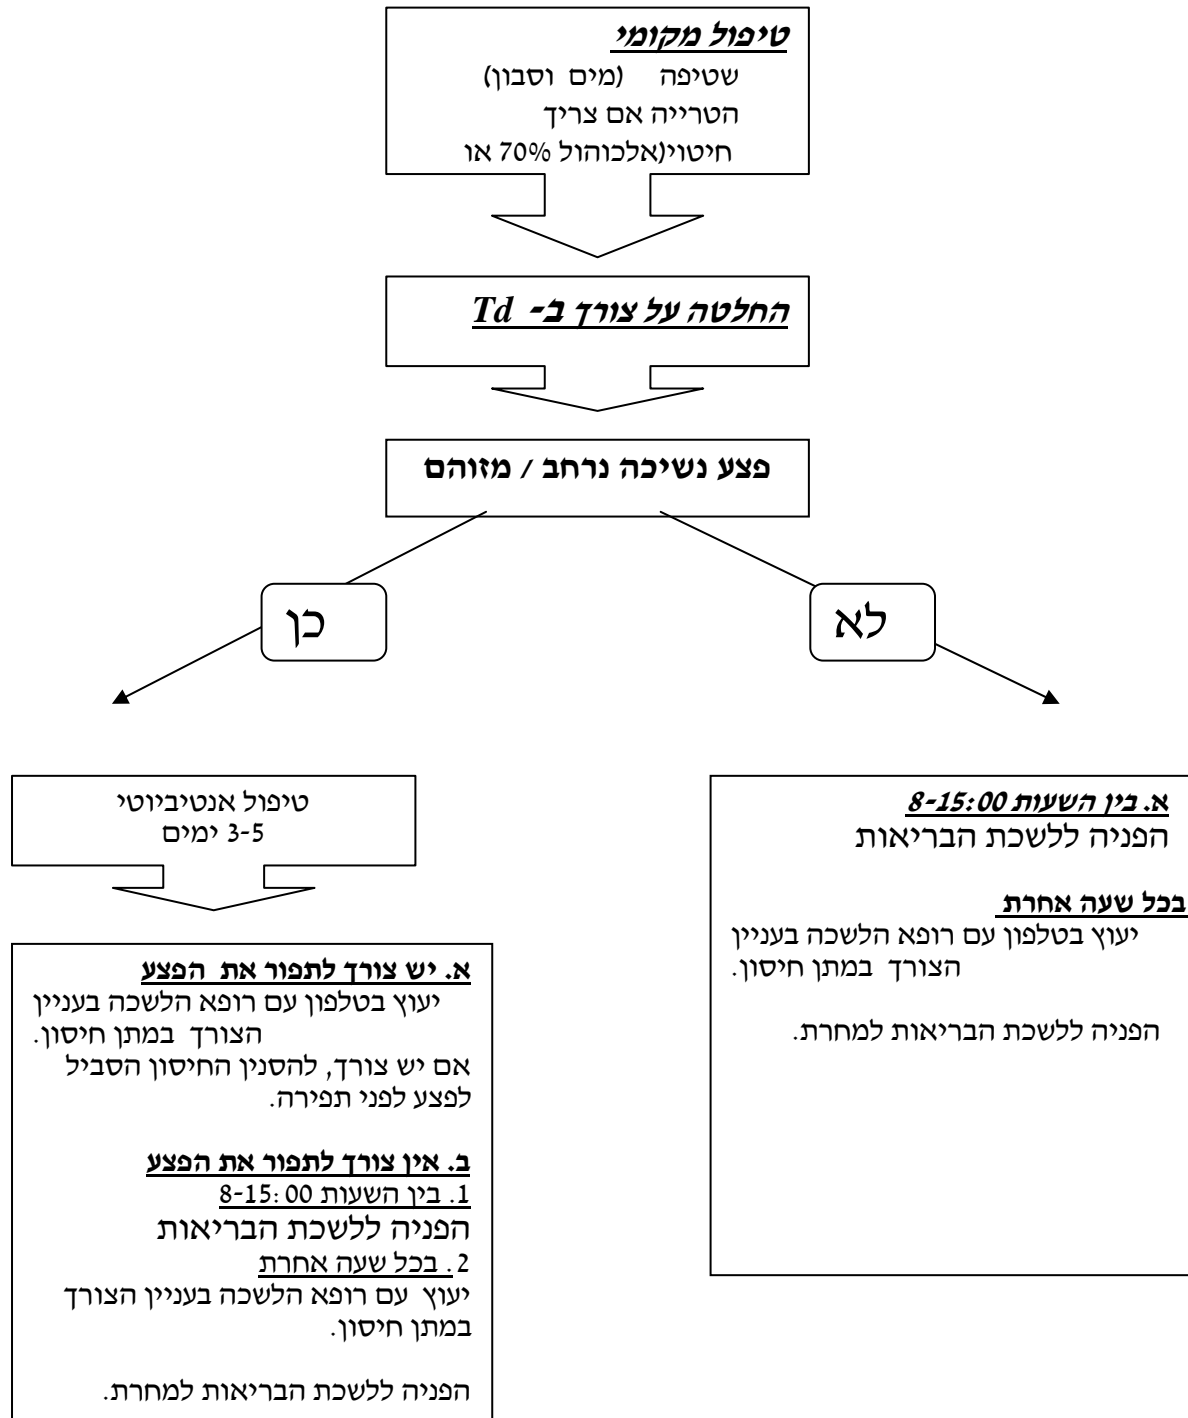 טיפול מקומי
שטיפה (מים וסבון)
הטרייה אם צריך
חיטוי(אלכוהול 70% או
החלטה על צורך ב- Td
פצע נשיכה נרחב / מזוהם
כן
לא
טיפול אנטיביוטי
3-5 ימים
א. בין השעות 8-15:00
הפניה ללשכת הבריאות
בכל שעה אחרת
יעוץ בטלפון עם רופא הלשכה בעניין
הצורך במתן חיסון.
הפניה ללשכת הבריאות למחרת.
א. יש צורך לתפור את הפצע
יעוץ בטלפון עם רופא הלשכה בעניין
הצורך במתן חיסון.
אם יש צורך, להסנין החיסון הסביל
לפצע לפני תפירה.
ב. אין צורך לתפור את הפצע
1. בין השעות 8-15:00
הפניה ללשכת הבריאות
2. בכל שעה אחרת
יעוץ עם רופא הלשכה בעניין הצורך
במתן חיסון.
הפניה ללשכת הבריאות למחרת.